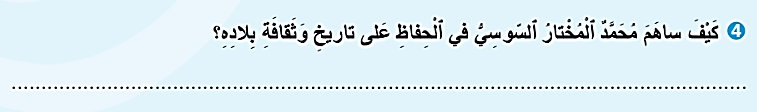 4 كَيْفَ ساهَمَ مُحَمَّدٌ ٱلْمُخْتارُ ٱلسّوسِيُّ في ٱلْحِفاظِ عَلى تاريخِ وَثَقافَةِ بِلادِهِ؟